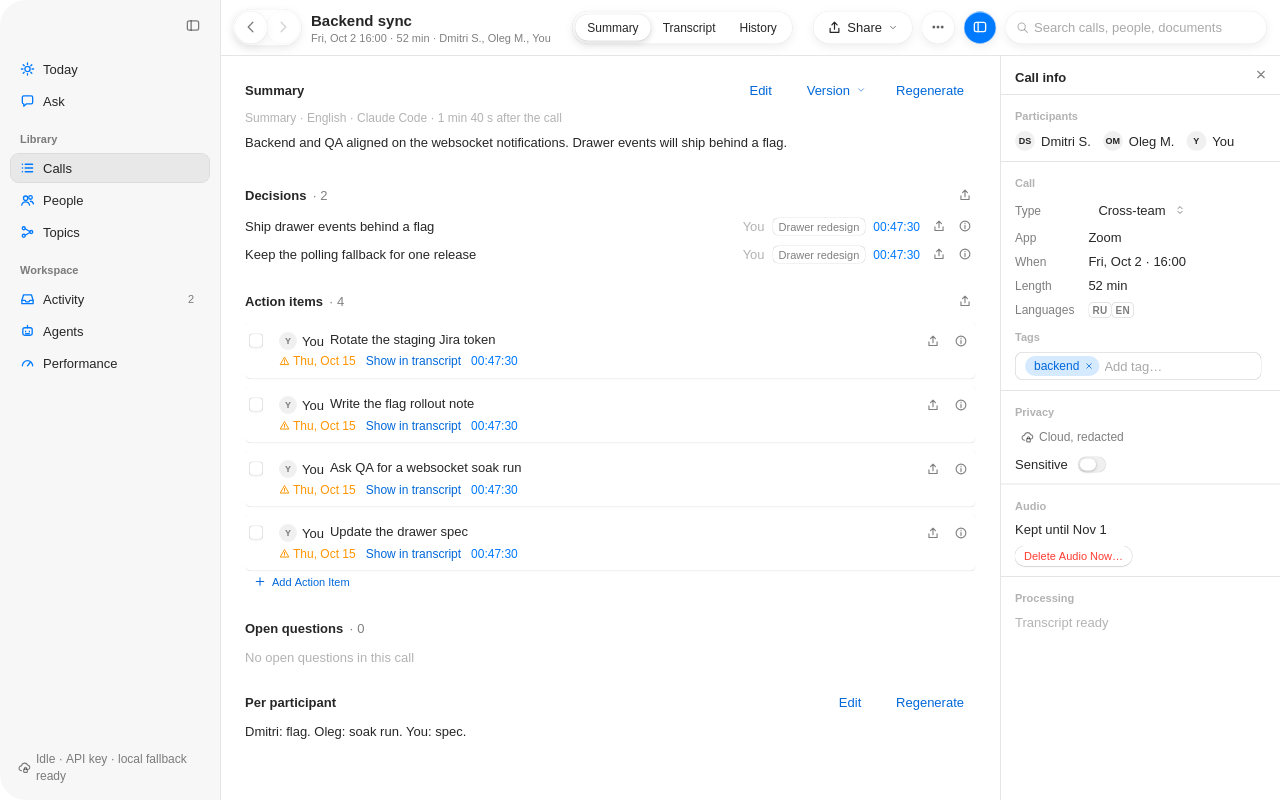 Backend sync
Fri, Oct 2 16:00 · 52 min · Dmitri S., Oleg M., You
Summary
Transcript
History
Share
Search calls, people, documents
Today
Ask
Library
Calls
People
Topics
Workspace
Activity 2
Agents
Performance
Idle · API key · local fallback
ready
Summary
Edit
Version
Regenerate
Summary · English · Claude Code · 1 min 40 s after the call
Backend and QA aligned on the websocket notifications. Drawer events will ship behind a flag.
Decisions · 2
Ship drawer events behind a flag You Drawer redesign 00:47:30
Keep the polling fallback for one release You Drawer redesign 00:47:30
Action items · 4
Y You Rotate the staging Jira token
Thu, Oct 15 Show in transcript 00:47:30
Y You Write the flag rollout note
Thu, Oct 15 Show in transcript 00:47:30
Y You Ask QA for a websocket soak run
Thu, Oct 15 Show in transcript 00:47:30
Y You Update the drawer spec
Thu, Oct 15 Show in transcript 00:47:30
Add Action Item
Open questions · 0
No open questions in this call
Per participant
Edit
Regenerate
Dmitri: flag. Oleg: soak run. You: spec.
Call info
Participants
DS Dmitri S. OM Oleg M. Y You
Call
Type Cross-team
App Zoom
When Fri, Oct 2 · 16:00
Length 52 min
Languages RU EN
Tags
backend × Add tag…
Privacy
Cloud, redacted
Sensitive
Audio
Kept until Nov 1
Delete Audio Now…
Processing
Transcript ready